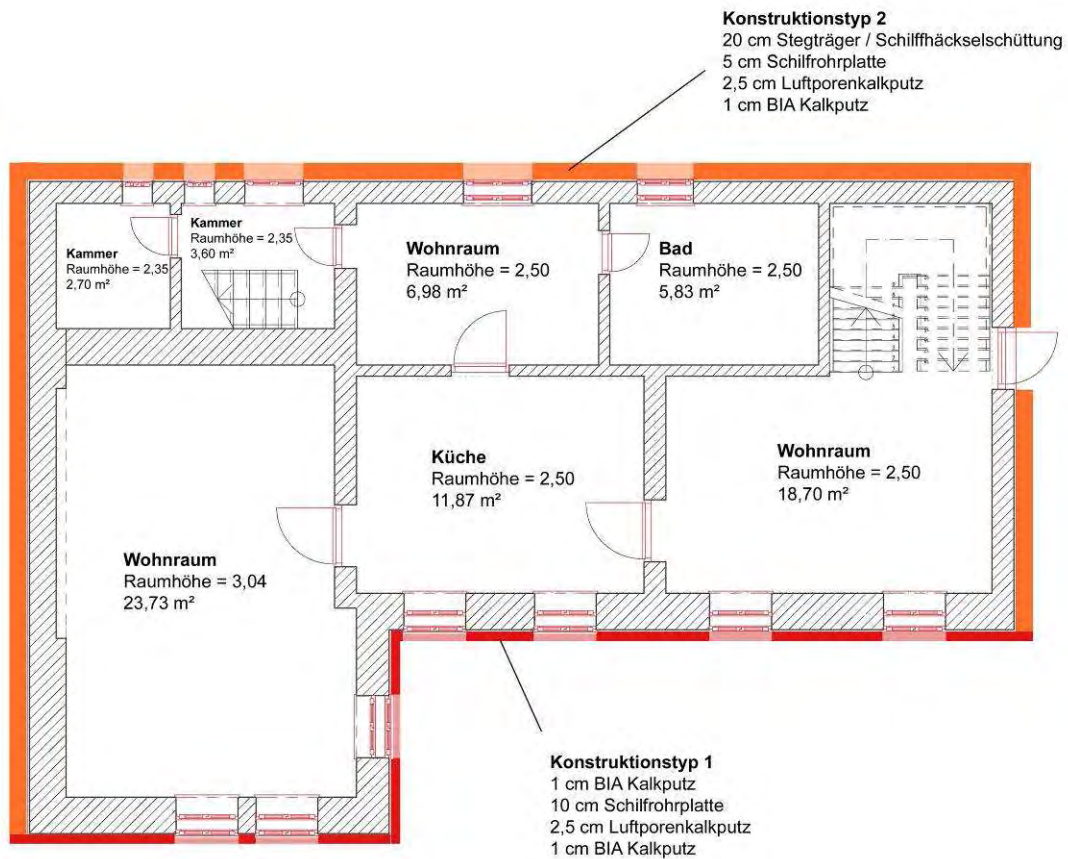 Konstruktionstyp 2
20 cm Stegträger / Schilffhäckselschüttung
5 cm Schilfrohrplatte
2,5 cm Luftporenkalkputz
1 cm BIA Kalkputz
Kammer
Raumhöhe = 2,35
2,70 m²
Kammer
Raumhöhe = 2,35
3,60 m²
Wohnraum
Raumhöhe = 2,50
6,98 m²
Bad
Raumhöhe = 2,50
5,83 m²
Wohnraum
Raumhöhe = 3,04
23,73 m²
Küche
Raumhöhe = 2,50
11,87 m²
Wohnraum
Raumhöhe = 2,50
18,70 m²
Konstruktionstyp 1
1 cm BIA Kalkputz
10 cm Schilfrohrplatte
2,5 cm Luftporenkalkputz
1 cm BIA Kalkputz